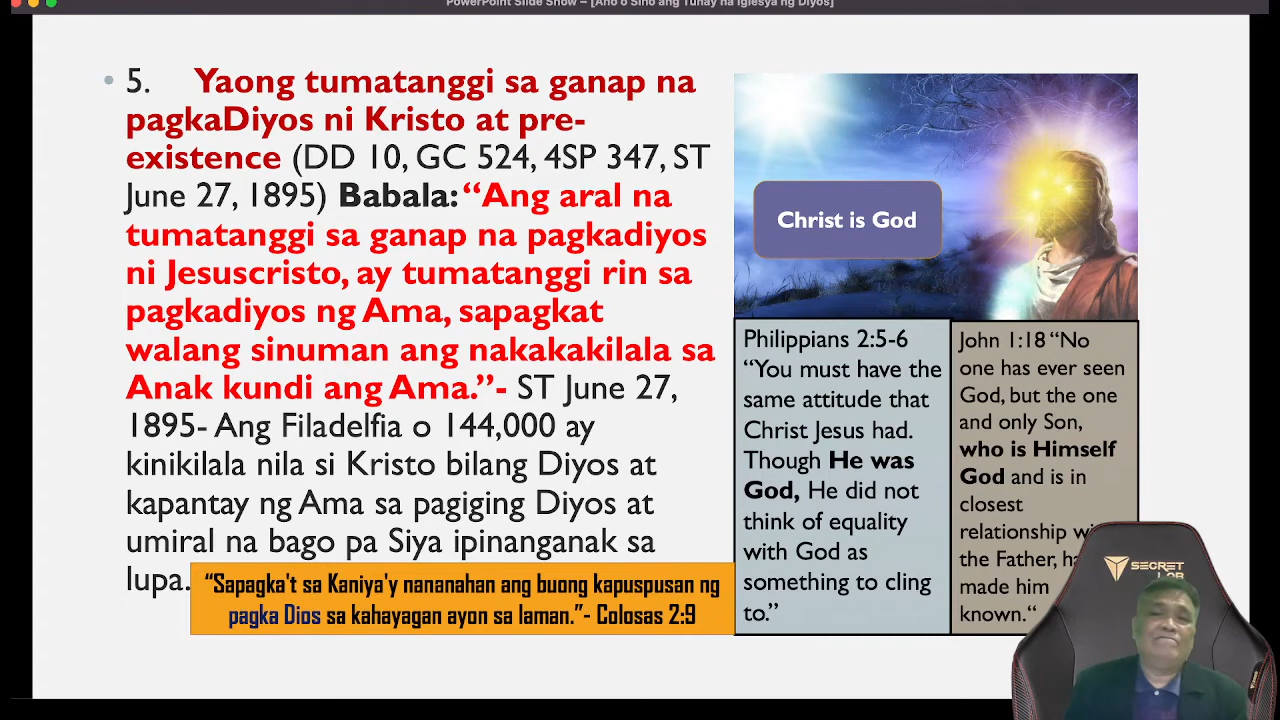 PowerPoint Slide Show – [Ano o Sino ang Tunay na Iglesya ng Diyos]
• 5. Yaong tumatanggi sa ganap na
pagkaDiyos ni Kristo at pre-
existence (DD 10, GC 524, 4SP 347, ST
June 27, 1895) Babala: “Ang aral na
tumatanggi sa ganap na pagkadiyos
ni Jesuscristo, ay tumatanggi rin sa
pagkadiyos ng Ama, sapagkat
walang sinuman ang nakakakilala sa
Anak kundi ang Ama.”- ST June 27,
1895- Ang Filadelfia o 144,000 ay
kinikilala nila si Kristo bilang Diyos at
kapantay ng Ama sa pagiging Diyos at
umiral na bago pa Siya ipinanganak sa
lupa.
“Sapagka't sa Kaniya'y nananahan ang buong kapuspusan ng
pagka Dios sa kahayagan ayon sa laman.”- Colosas 2:9
Christ is God
Philippians 2:5-6
“You must have the
same attitude that
Christ Jesus had.
Though He was
God, He did not
think of equality
with God as
something to cling
to.”
John 1:18 “No
one has ever seen
God, but the one
and only Son,
who is Himself
God and is in
closest
relationship
the Father,
made him
known.“
SECRET